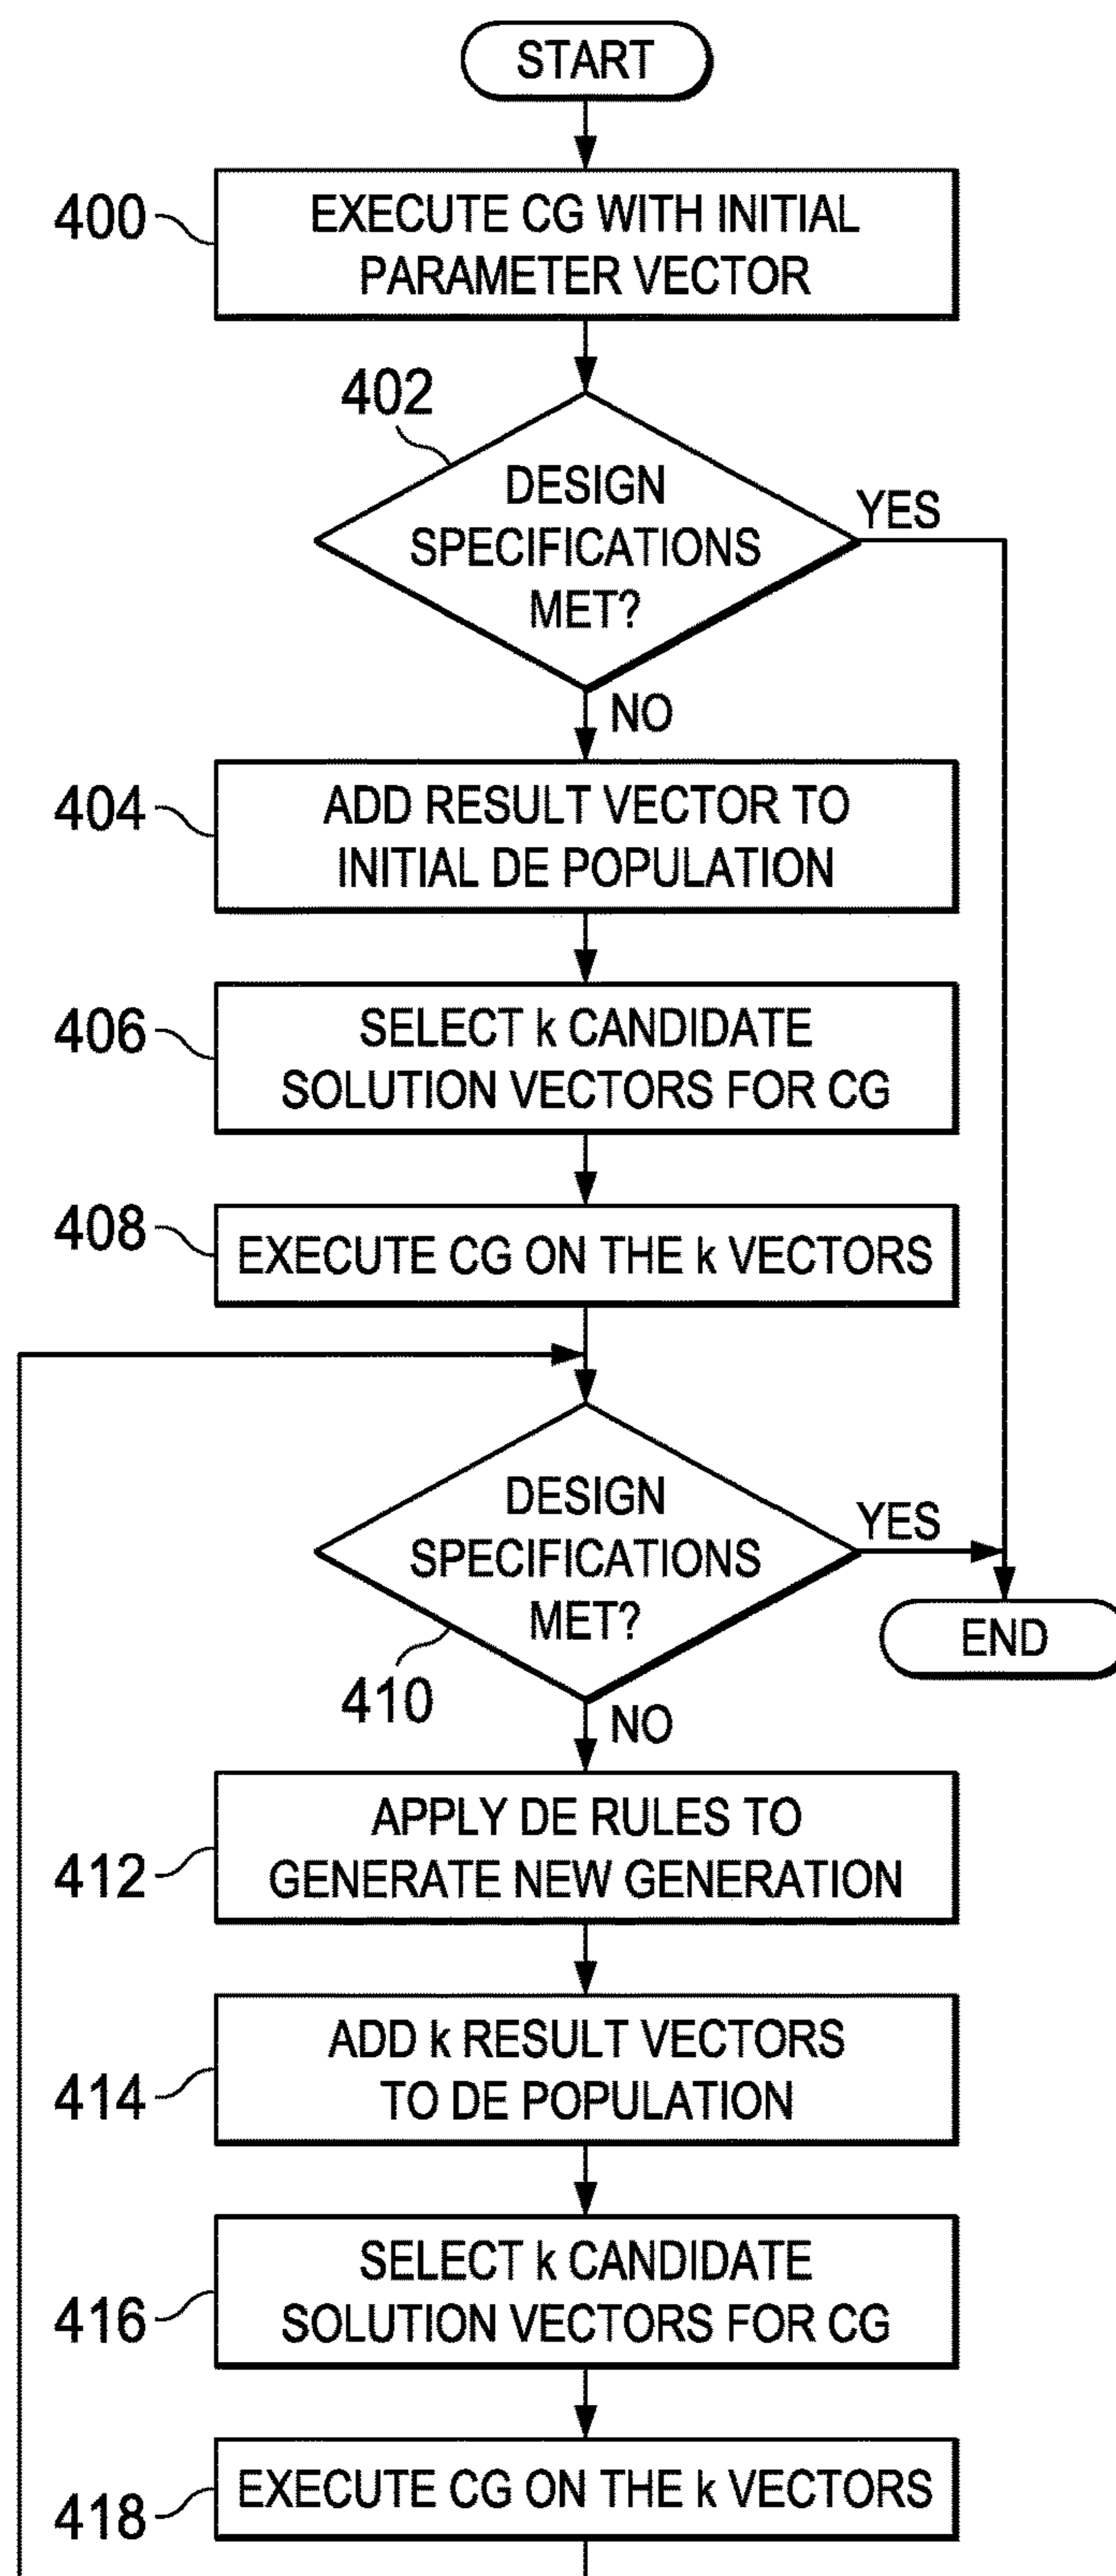 START
400
EXECUTE CG WITH INITIAL
PARAMETER VECTOR
402
DESIGN
SPECIFICATIONS
MET?
YES
NO
404
ADD RESULT VECTOR TO
INITIAL DE POPULATION
406
SELECT k CANDIDATE
SOLUTION VECTORS FOR CG
408
EXECUTE CG ON THE k VECTORS
DESIGN
SPECIFICATIONS
MET?
YES
END
410
NO
412
APPLY DE RULES TO
GENERATE NEW GENERATION
414
ADD k RESULT VECTORS
TO DE POPULATION
416
SELECT k CANDIDATE
SOLUTION VECTORS FOR CG
418
EXECUTE CG ON THE k VECTORS